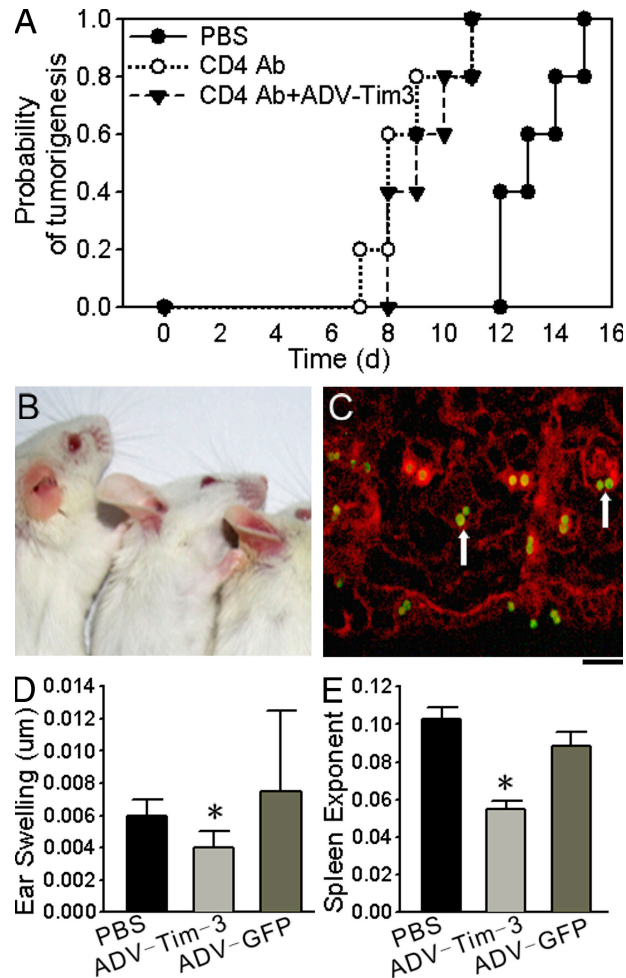 A
PBS
CD4 Ab
CD4 Ab+ADV-Tim3
Probability
of tumorigenesis
1.0
0.8
0.6
0.4
0.2
0.0
0 2 4 6 8 10 12 14 16
Time (d)
B
C
D
Ear Swelling (um)
0.014
0.012
0.010
0.008
0.006
0.004
0.002
0.000
*
PBS
ADV-Tim-3
ADV-GFP
E
Spleen Exponent
0.12
0.10
0.08
0.06
0.04
0.02
0.00
*
PBS
ADV-Tim-3
ADV-GFP